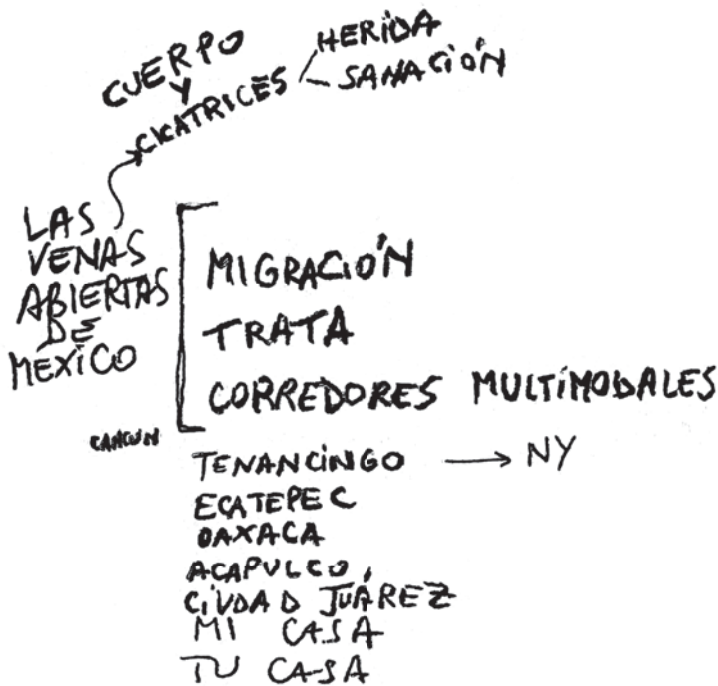 CUERPO
Y
CICATRICES
HERIDA
SANACIÓN
LAS
VENAS
ABIERTAS
DE
MÉXICO
MIGRACIÓN
TRATA
CORREDORES MULTIMODALES
CANCUN
TENANCINGO → NY
ECATEPEC
OAXACA
ACAPULCO,
CIUDAD JUÁREZ
MI CASA
TU CASA